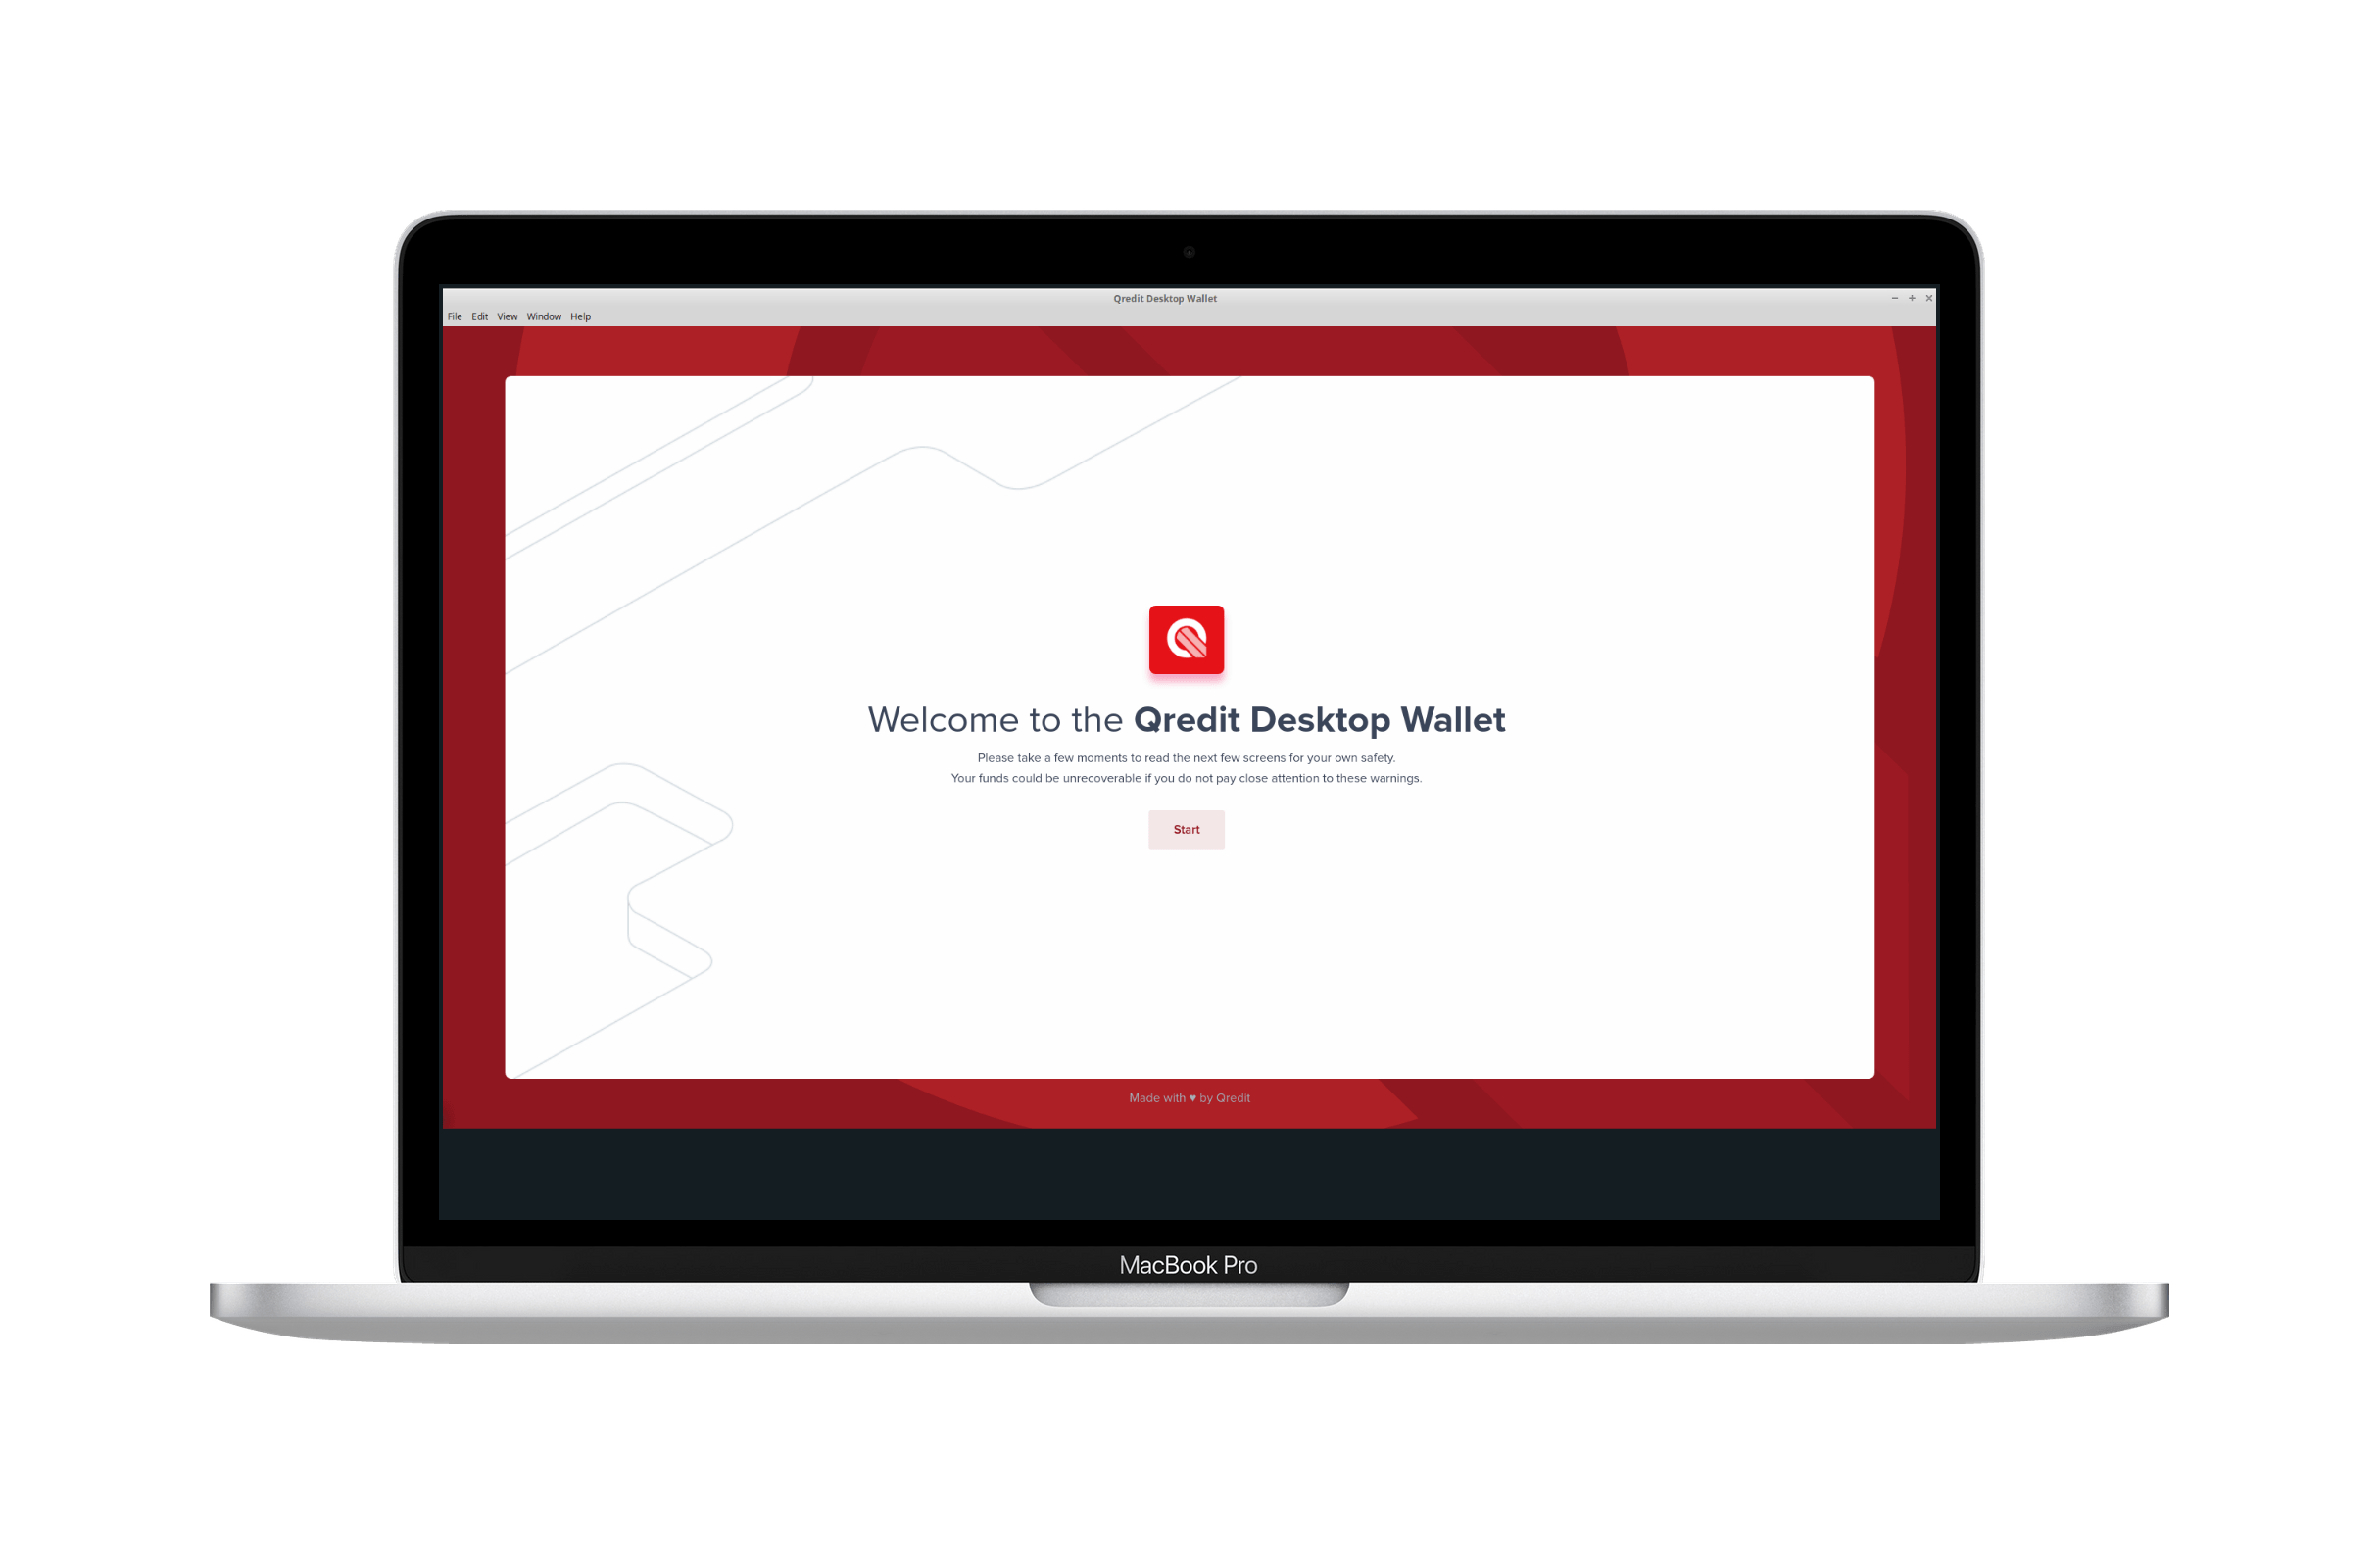 Qredit Desktop Wallet
File Edit View Window Help
Welcome to the Qredit Desktop Wallet
Please take a few moments to read the next few screens for your own safety.
Your funds could be unrecoverable if you do not pay close attention to these warnings.
Start
Made with ♥ by Qredit
MacBook Pro